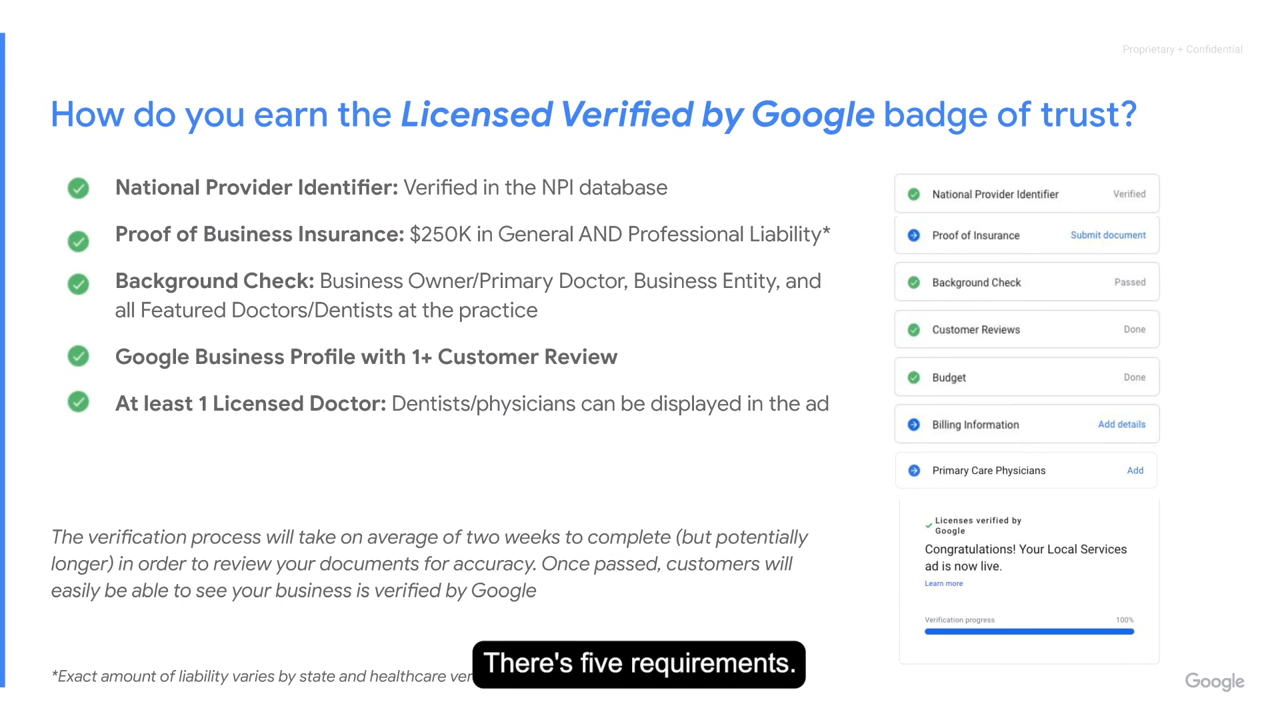 Proprietary + Confidential
How do you earn the Licensed Verified by Google badge of trust?
National Provider Identifier: Verified in the NPI database
Proof of Business Insurance: $250K in General AND Professional Liability*
Background Check: Business Owner/Primary Doctor, Business Entity, and
all Featured Doctors/Dentists at the practice
Google Business Profile with 1+ Customer Review
At least 1 Licensed Doctor: Dentists/physicians can be displayed in the ad
The verification process will take on average of two weeks to complete (but potentially
longer) in order to review your documents for accuracy. Once passed, customers will
easily be able to see your business is verified by Google
*Exact amount of liability varies by state and healthcare
National Provider Identifier Verified
Proof of Insurance Submit document
Background Check Passed
Customer Reviews Done
Budget Done
Billing Information Add details
Primary Care Physicians Add
Licenses verified by
Google
Congratulations! Your Local Services
ad is now live.
Learn more
Verification progress 100%
There's five requirements.
Google